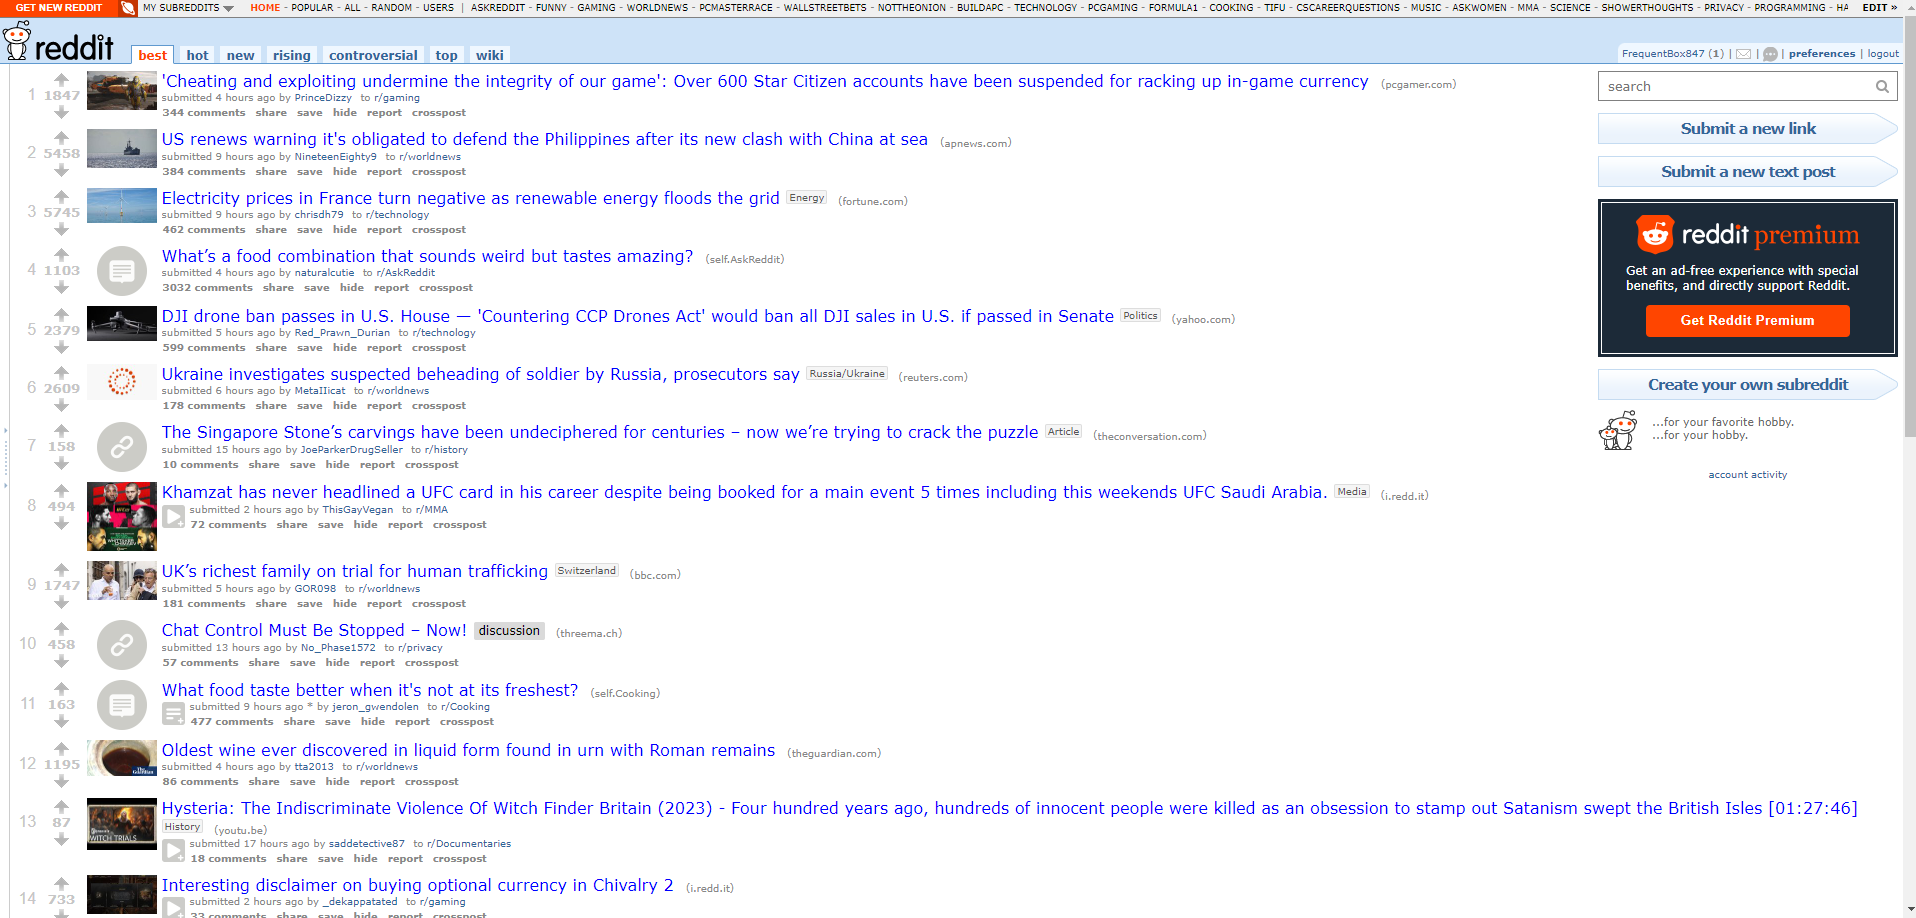 GET NEW REDDIT MY SUBREDDITS HOME - POPULAR - ALL - RANDOM - USERS | ASKREDDIT - FUNNY - GAMING - WORLDNEWS - PCMASTERRACE - WALLSTREETBETS - NOTTHEONION - BUILDAPC - TECHNOLOGY - PCGAMING - FORMULA1 - COOKING - TIFU - CSCAREERQUESTIONS - MUSIC - ASKWOMEN - MMA - SCIENCE - SHOWERTHOUGHTS - PRIVACY - PROGRAMMING - HA EDIT »
reddit best hot new rising controversial top wiki
FrequentBox847 (1) | | | preferences | logout
search
Submit a new link
Submit a new text post
reddit premium
Get an ad-free experience with special
benefits, and directly support Reddit.
Get Reddit Premium
Create your own subreddit
...for your favorite hobby.
...for your hobby.
account activity
1 1847 'Cheating and exploiting undermine the integrity of our game': Over 600 Star Citizen accounts have been suspended for racking up in-game currency (pcgamer.com)
submitted 4 hours ago by PrinceDizzy to r/gaming
344 comments share save hide report crosspost
2 5458 US renews warning it's obligated to defend the Philippines after its new clash with China at sea (apnews.com)
submitted 9 hours ago by NineteenEighty9 to r/worldnews
384 comments share save hide report crosspost
3 5745 Electricity prices in France turn negative as renewable energy floods the grid Energy (fortune.com)
submitted 9 hours ago by chrisdh79 to r/technology
462 comments share save hide report crosspost
4 1103 What’s a food combination that sounds weird but tastes amazing? (self.AskReddit)
submitted 4 hours ago by naturalcutie to r/AskReddit
3032 comments share save hide report crosspost
5 2379 DJI drone ban passes in U.S. House — 'Countering CCP Drones Act' would ban all DJI sales in U.S. if passed in Senate Politics (yahoo.com)
submitted 5 hours ago by Red_Prawn_Durian to r/technology
599 comments share save hide report crosspost
6 2609 Ukraine investigates suspected beheading of soldier by Russia, prosecutors say Russia/Ukraine (reuters.com)
submitted 6 hours ago by MetaIIicat to r/worldnews
178 comments share save hide report crosspost
7 158 The Singapore Stone’s carvings have been undeciphered for centuries – now we’re trying to crack the puzzle Article (theconversation.com)
submitted 15 hours ago by JoeParkerDrugSeller to r/history
10 comments share save hide report crosspost
8 494 Khamzat has never headlined a UFC card in his career despite being booked for a main event 5 times including this weekends UFC Saudi Arabia. Media (i.redd.it)
submitted 2 hours ago by ThisGayVegan to r/MMA
72 comments share save hide report crosspost
9 1747 UK’s richest family on trial for human trafficking Switzerland (bbc.com)
submitted 5 hours ago by GOR098 to r/worldnews
181 comments share save hide report crosspost
10 458 Chat Control Must Be Stopped – Now! discussion (threema.ch)
submitted 13 hours ago by No_Phase1572 to r/privacy
57 comments share save hide report crosspost
11 163 What food taste better when it's not at its freshest? (self.Cooking)
submitted 9 hours ago * by jeron_gwendolen to r/Cooking
477 comments share save hide report crosspost
12 1195 Oldest wine ever discovered in liquid form found in urn with Roman remains (theguardian.com)
The Guardian
submitted 4 hours ago by tta2013 to r/worldnews
86 comments share save hide report crosspost
13 87 Hysteria: The Indiscriminate Violence Of Witch Finder Britain (2023) - Four hundred years ago, hundreds of innocent people were killed as an obsession to stamp out Satanism swept the British Isles [01:27:46]
History (youtu.be)
WITCH TRIALS
submitted 17 hours ago by saddetective87 to r/Documentaries
18 comments share save hide report crosspost
14 733 Interesting disclaimer on buying optional currency in Chivalry 2 (i.redd.it)
submitted 2 hours ago by _dekappatated to r/gaming
33 comments share save hide report crosspost